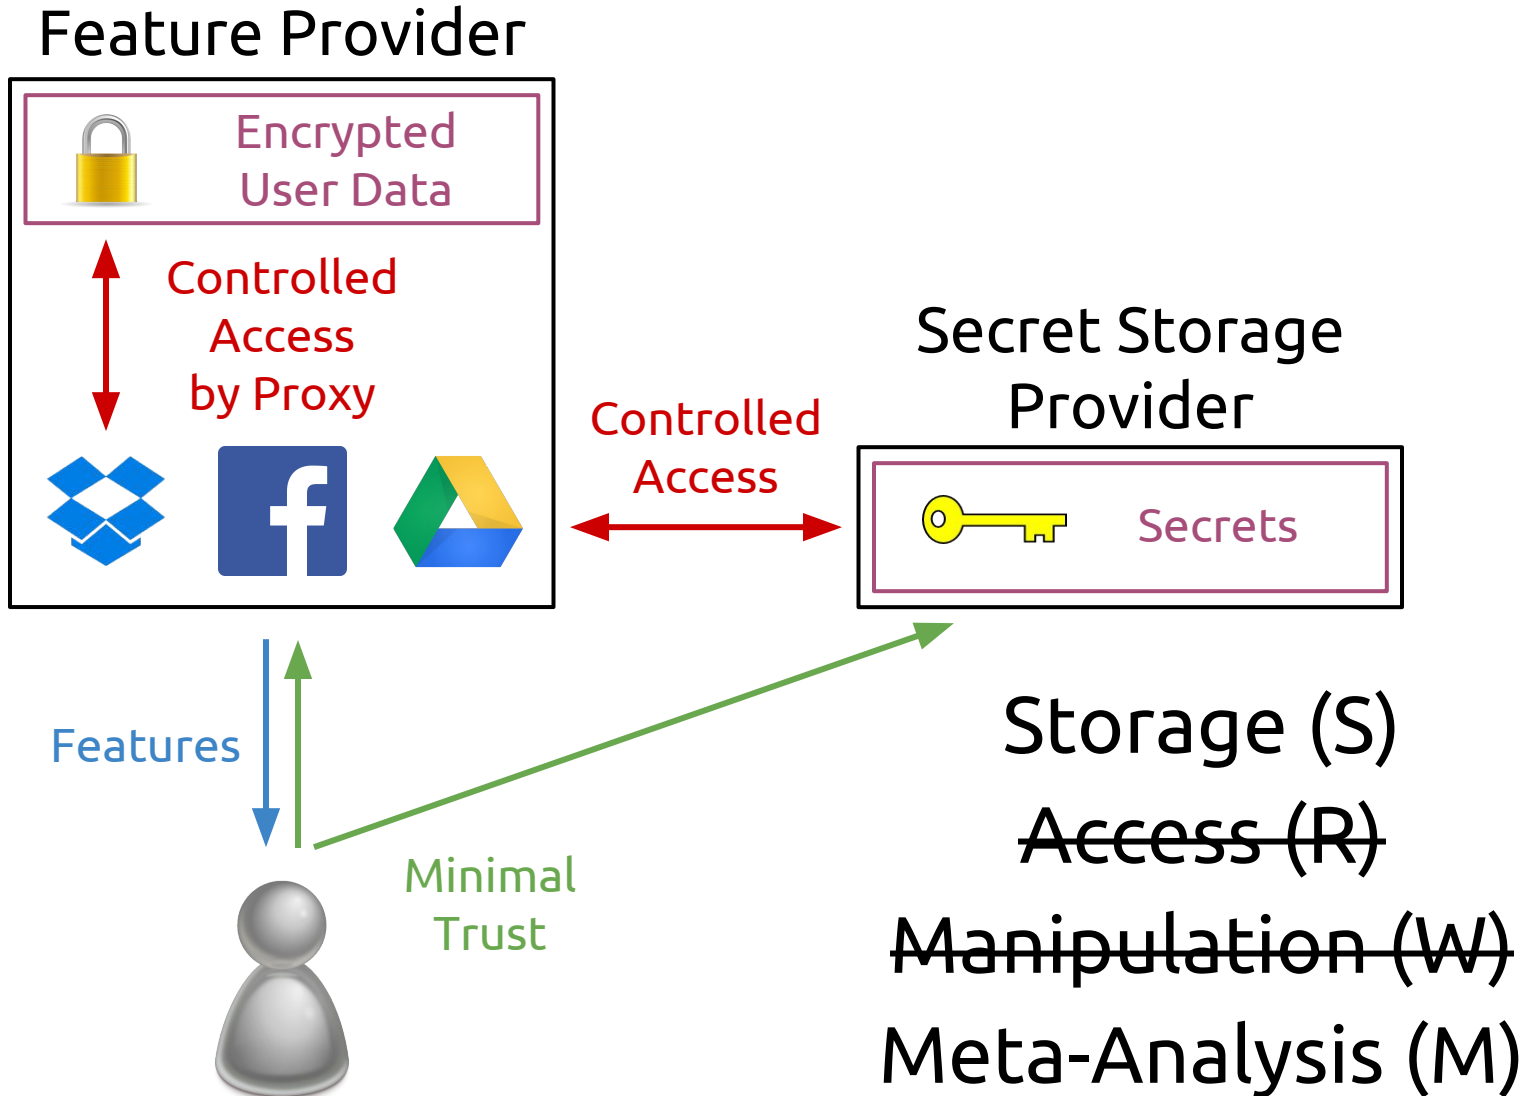 Feature Provider
Encrypted
User Data
Controlled
Access
by Proxy
Controlled
Access
Secret Storage
Provider
Secrets
Features
Minimal
Trust
Storage (S)
Access (R)
Manipulation (W)
Meta-Analysis (M)